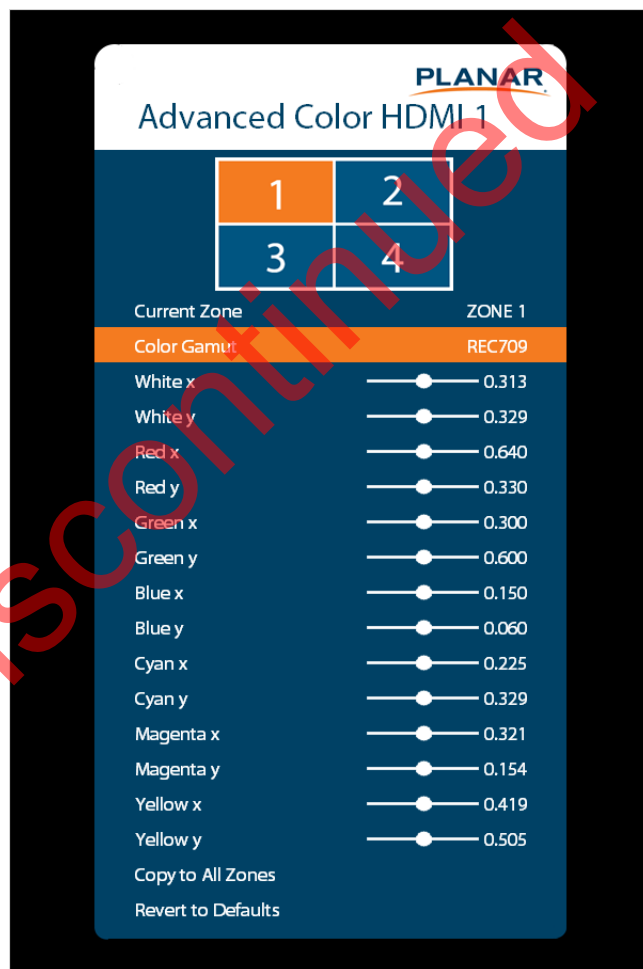 PLANAR
Advanced Color HDMI 1
1 2
3 4
Current Zone ZONE 1
Color Gamut REC709
White x 0.313
White y 0.329
Red x 0.640
Red y 0.330
Green x 0.300
Green y 0.600
Blue x 0.150
Blue y 0.060
Cyan x 0.225
Cyan y 0.329
Magenta x 0.321
Magenta y 0.154
Yellow x 0.419
Yellow y 0.505
Copy to All Zones
Revert to Defaults
iscontinued